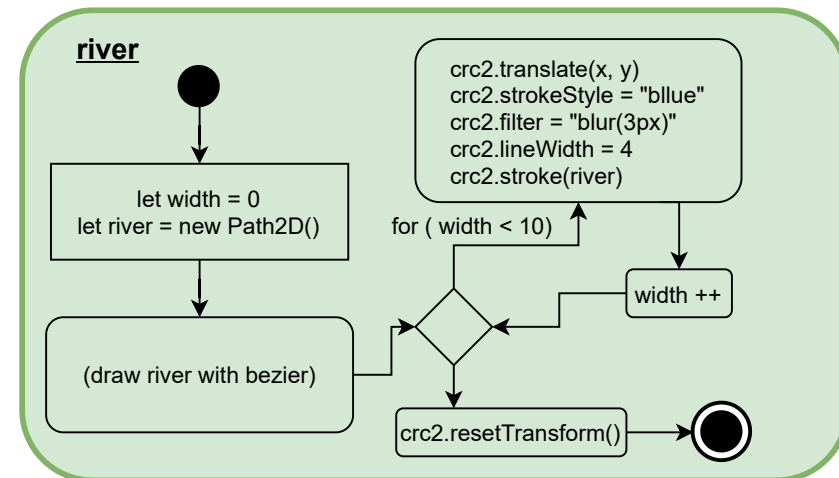 river
let width = 0
let river = new Path2D()
(draw river with bezier)
for ( width < 10)
crc2.translate(x, y)
crc2.strokeStyle = "bllue"
crc2.filter = "blur(3px)"
crc2.lineWidth = 4
crc2.stroke(river)
width ++
crc2.resetTransform()